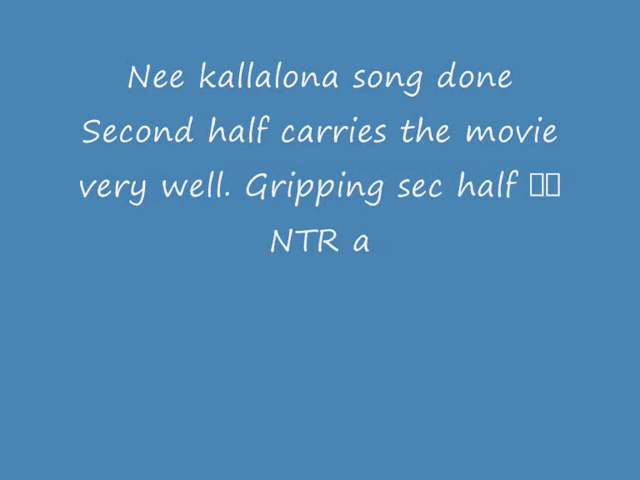 Nee kallalona song done
Second half carries the movie
very well. Gripping sec half □□
NTR a